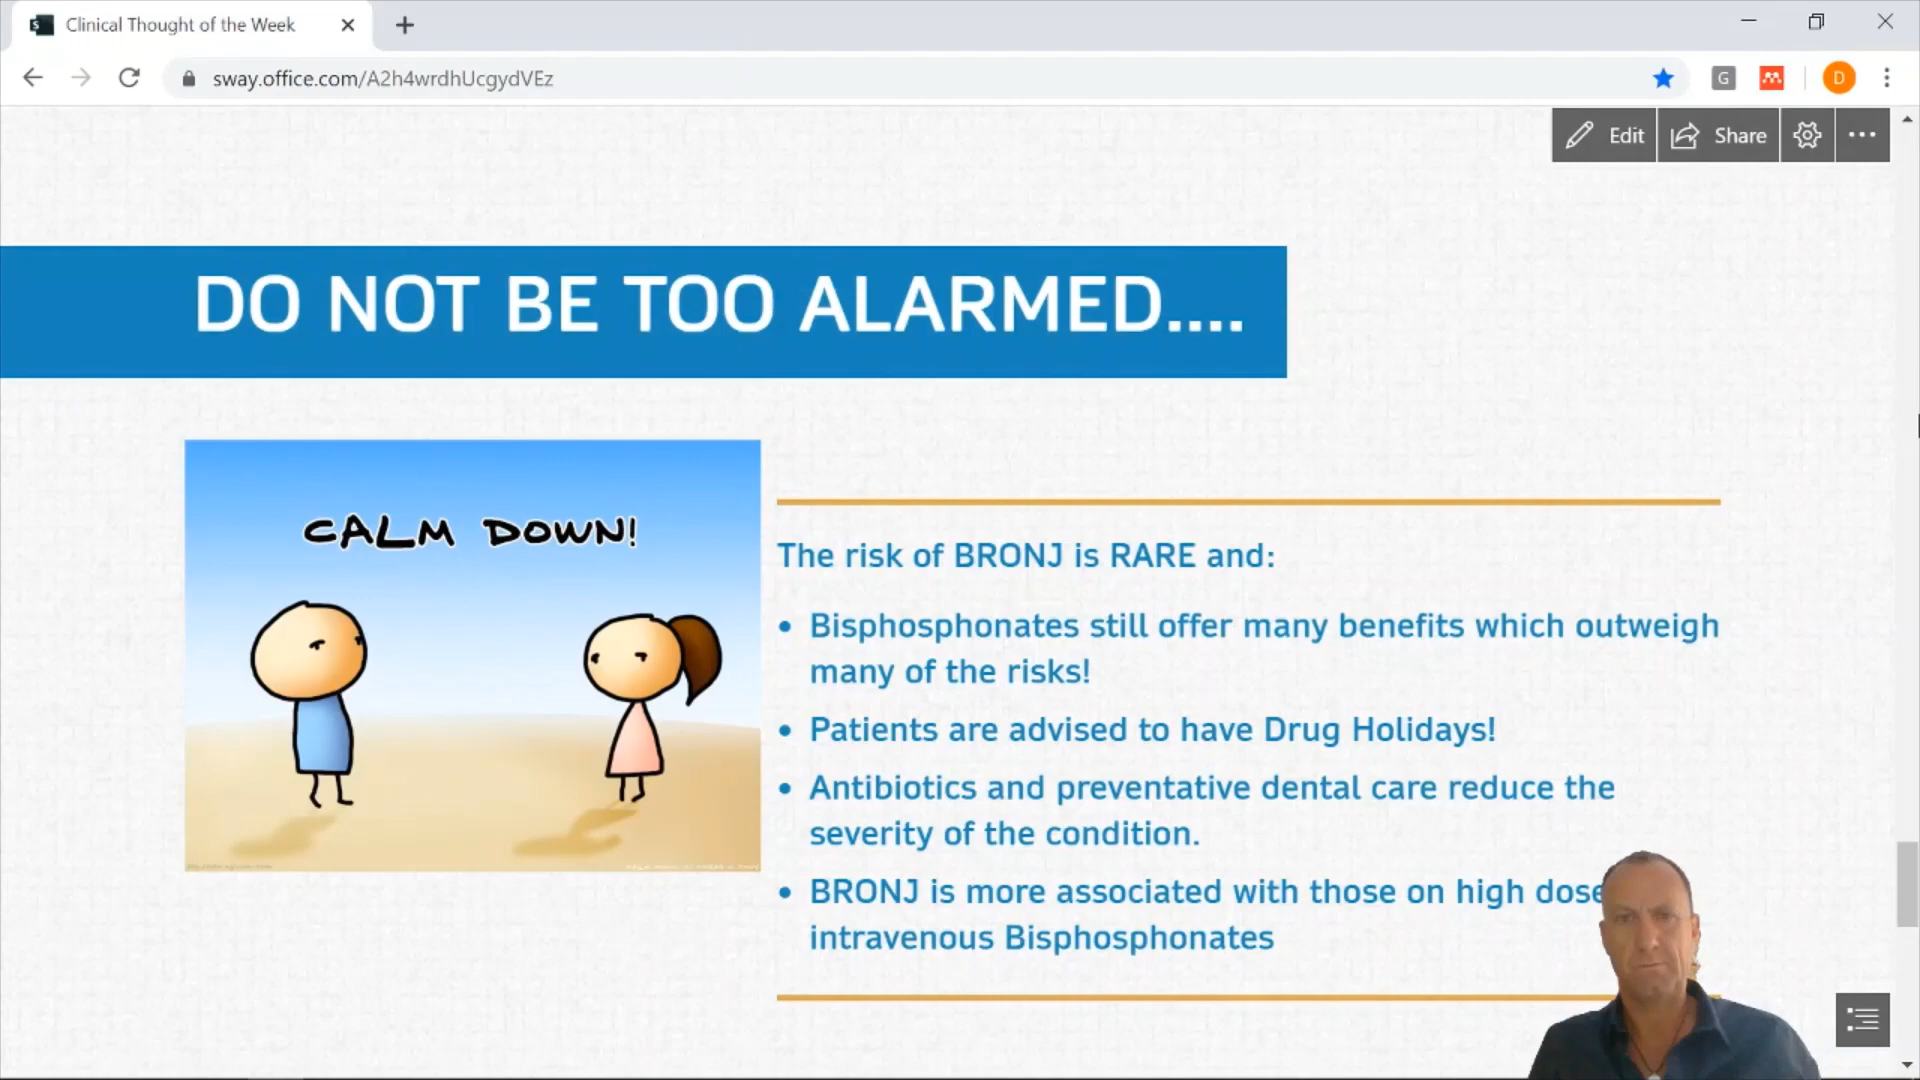 Clinical Thought of the Week
sway.office.com/A2h4wrdhUcgydVEz
G
D
Edit
Share
DO NOT BE TOO ALARMED....
CALM DOWN!
The risk of BRONJ is RARE and:
• Bisphosphonates still offer many benefits which outweigh
many of the risks!
• Patients are advised to have Drug Holidays!
• Antibiotics and preventative dental care reduce the
severity of the condition.
• BRONJ is more associated with those on high dose
intravenous Bisphosphonates